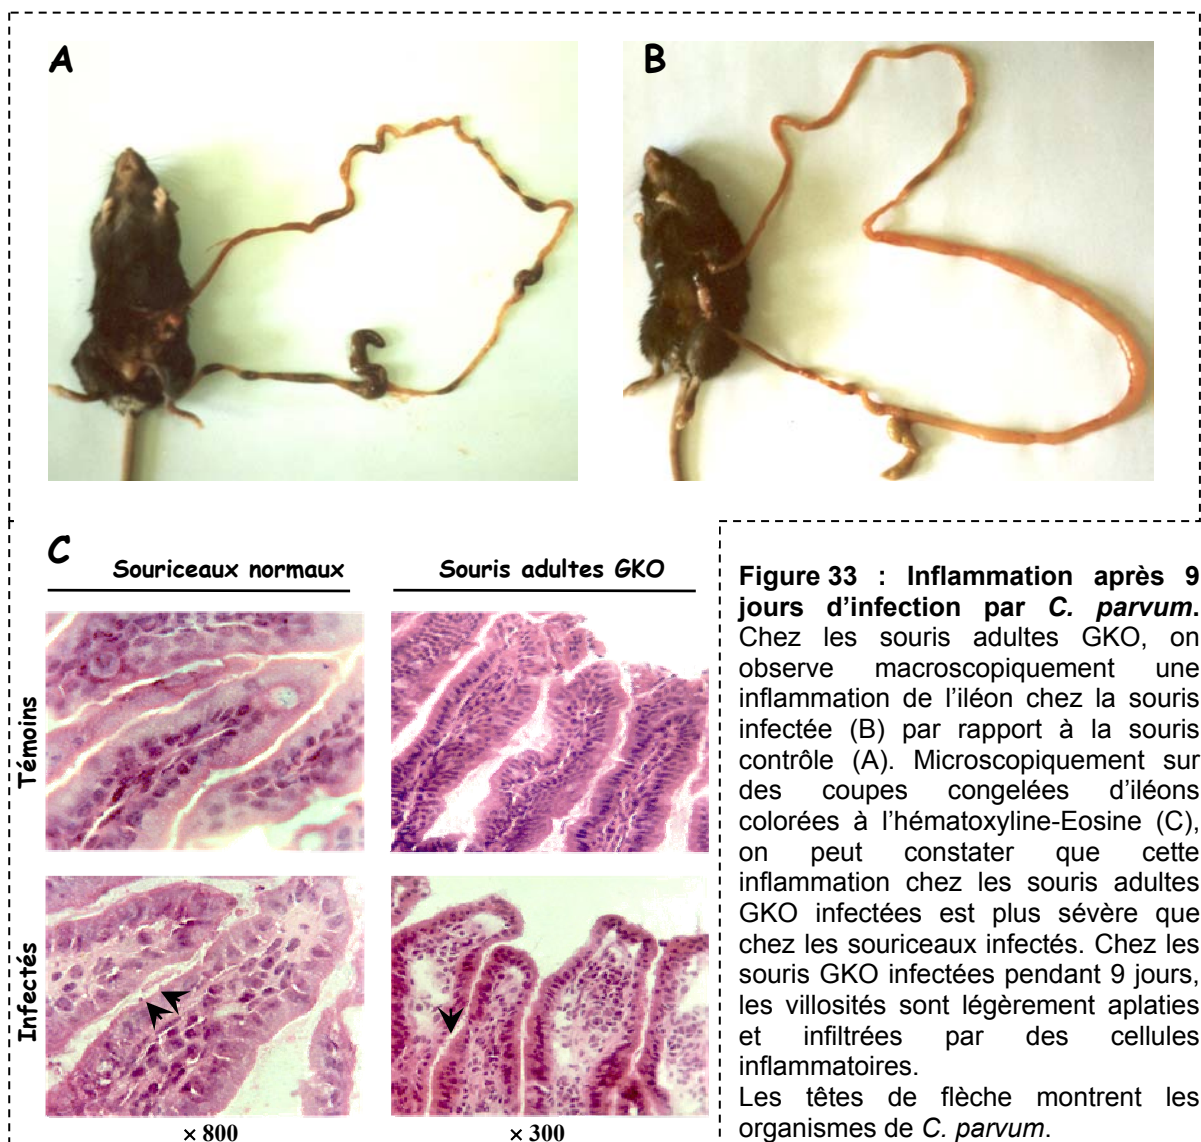 A
B
C
Souriceaux normaux
Souris adultes GKO
Témoins
Infectés
× 800
× 300
Figure 33 : Inflammation après 9
jours d'infection par C. parvum.
Chez les souris adultes GKO, on
observe macroscopiquement une
inflammation de l'iléon chez la souris
infectée (B) par rapport à la souris
contrôle (A). Microscopiquement sur
des coupes congelées d'iléons
colorées à l'hématoxyline-Eosine (C),
on peut constater que cette
inflammation chez les souris adultes
GKO infectées est plus sévère que
chez les souriceaux infectés. Chez les
souris GKO infectées pendant 9 jours,
les villosités sont légèrement aplaties
et infiltrées par des cellules
inflammatoires.
Les têtes de flèche montrent les
organismes de C. parvum.